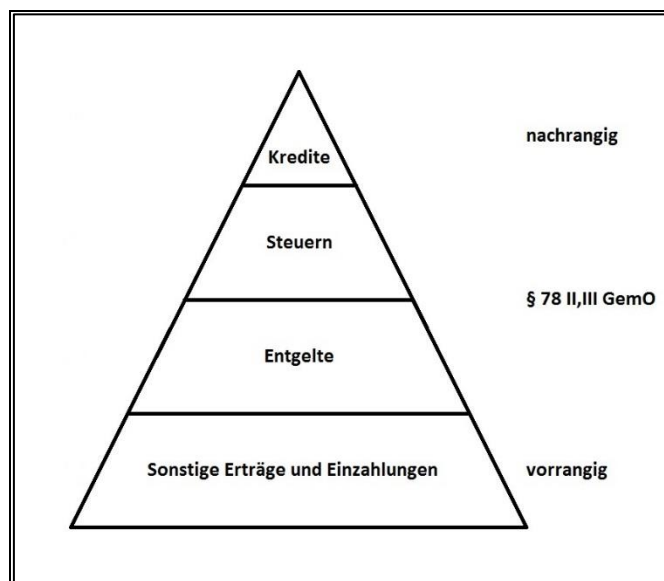 Kredite
nachrangig
Steuern
§ 78 II,III GemO
Entgelte
Sonstige Erträge und Einzahlungen
vorrangig